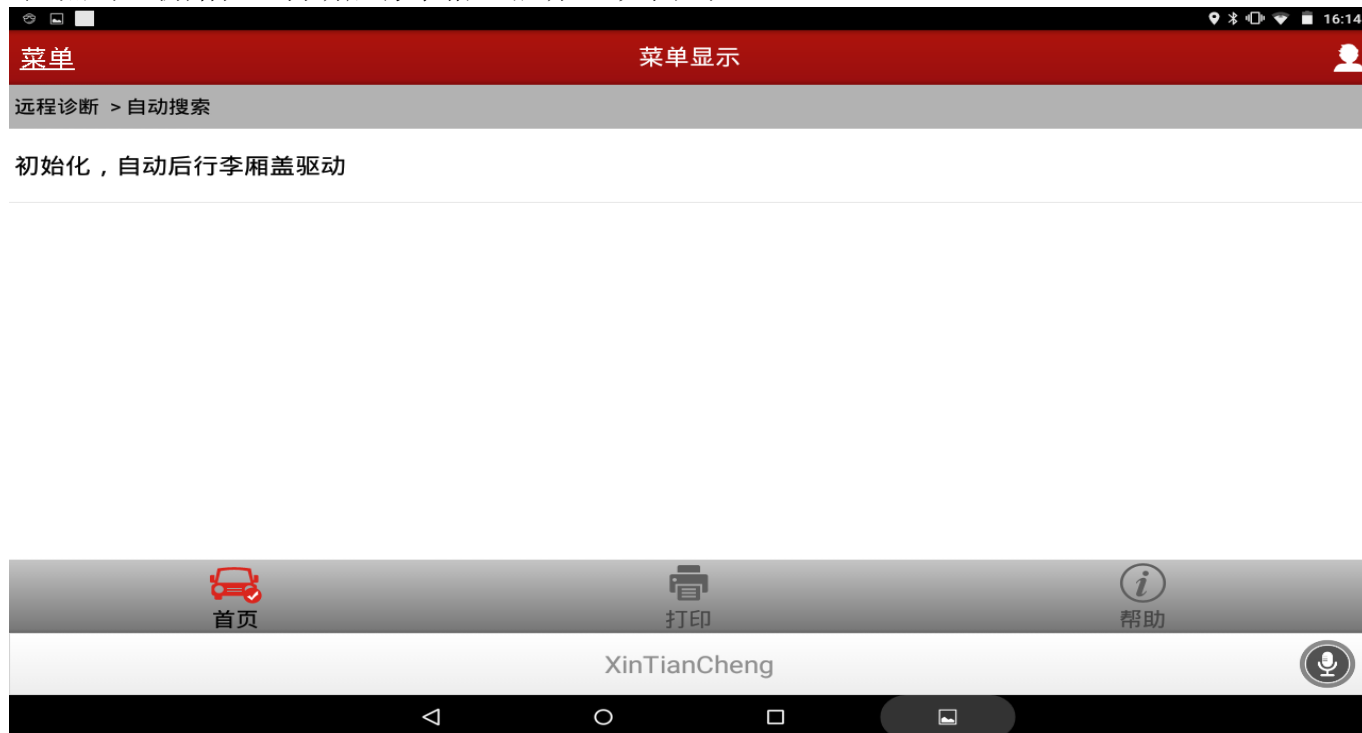 16:14
菜单
菜单显示
远程诊断 > 自动搜索
初始化，自动后行李厢盖驱动
首页
打印
帮助
XinTianCheng